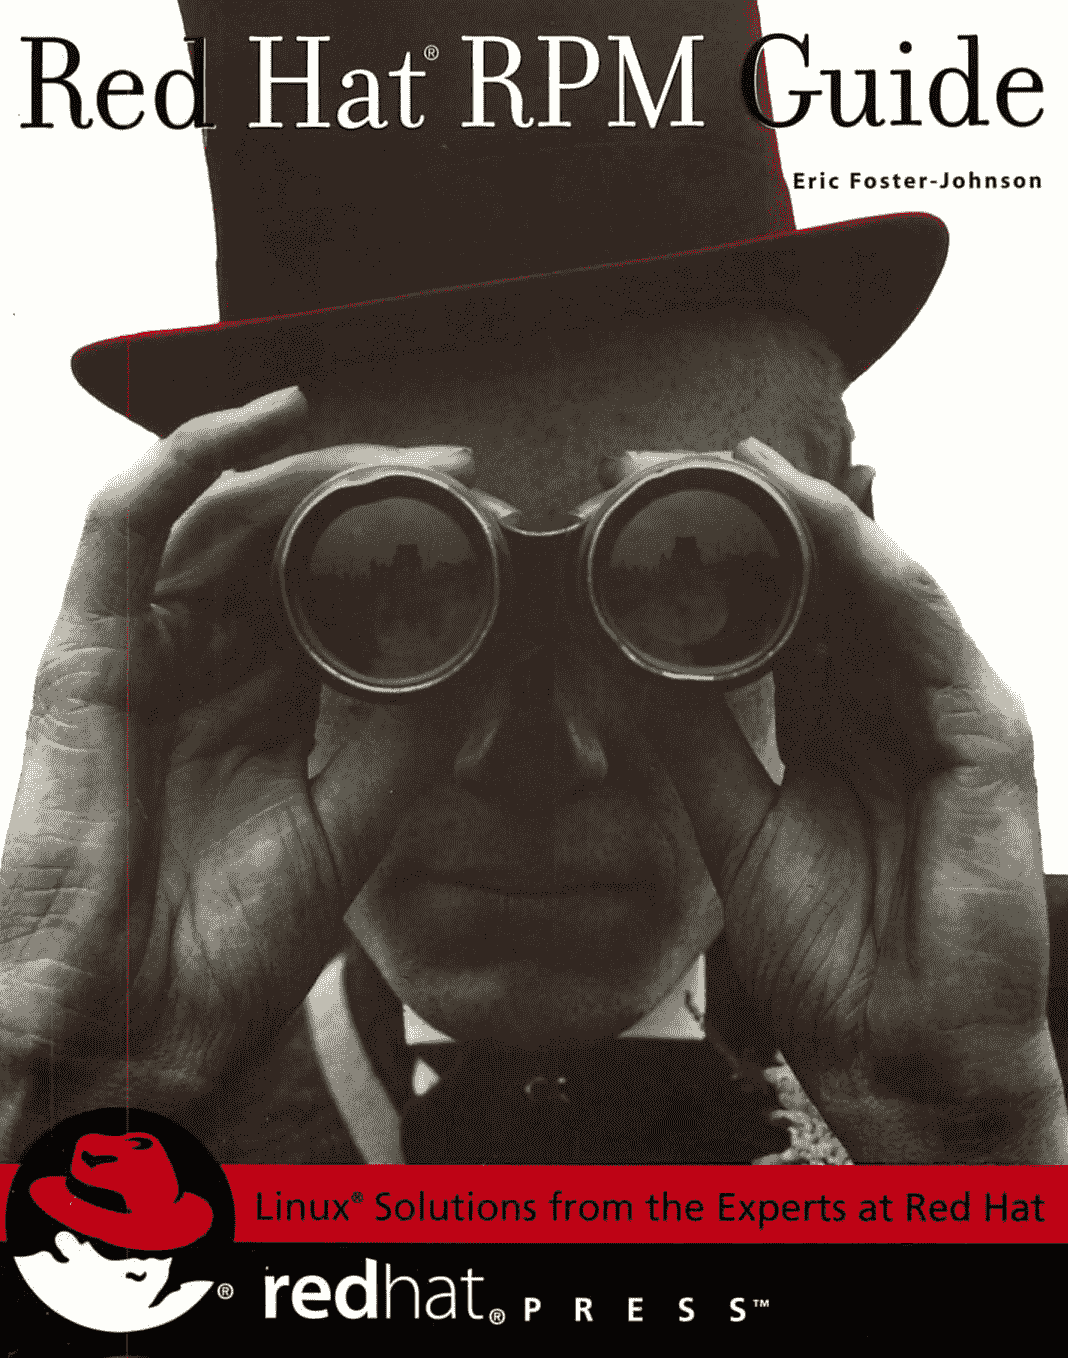 Red Hat® RPM Guide
Eric Foster-Johnson
Linux® Solutions from the Experts at Red Hat
® redhat® PRESS™